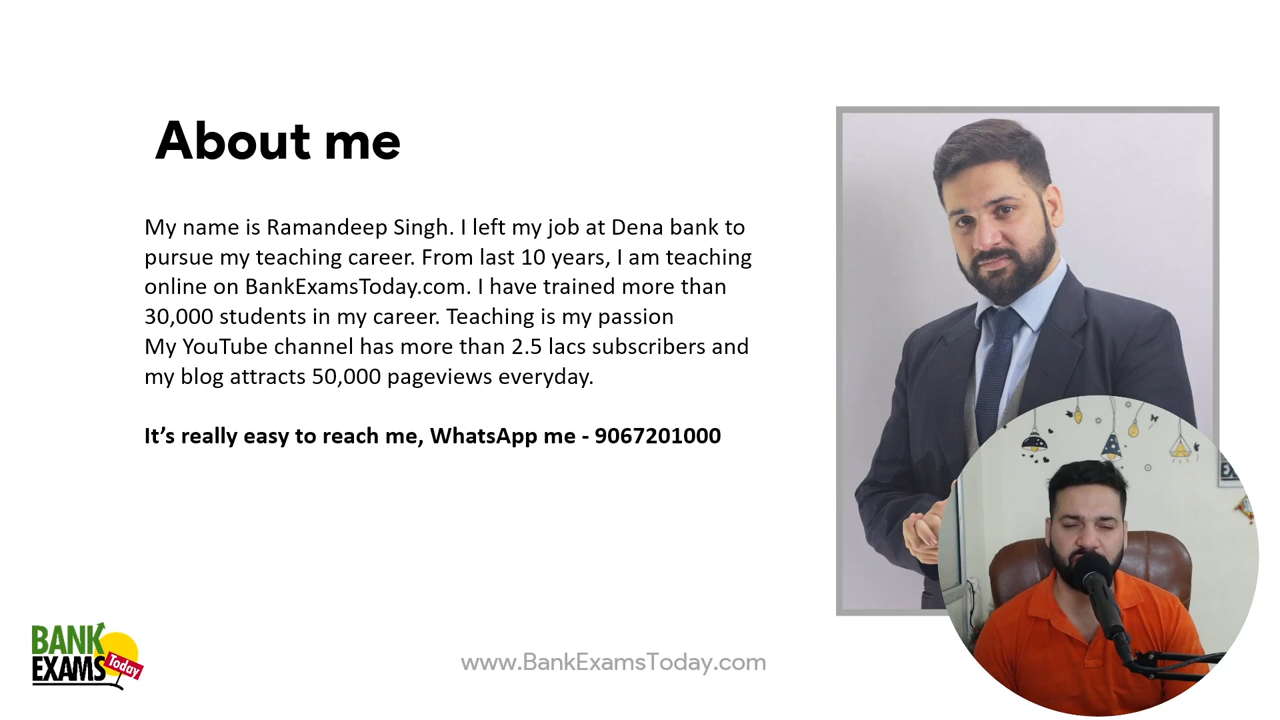 About me
My name is Ramandeep Singh. I left my job at Dena bank to
pursue my teaching career. From last 10 years, I am teaching
online on BankExamsToday.com. I have trained more than
30,000 students in my career. Teaching is my passion
My YouTube channel has more than 2.5 lacs subscribers and
my blog attracts 50,000 pageviews everyday.
It’s really easy to reach me, WhatsApp me - 9067201000
BANK
EXAMS
Today
www.BankExamsToday.com